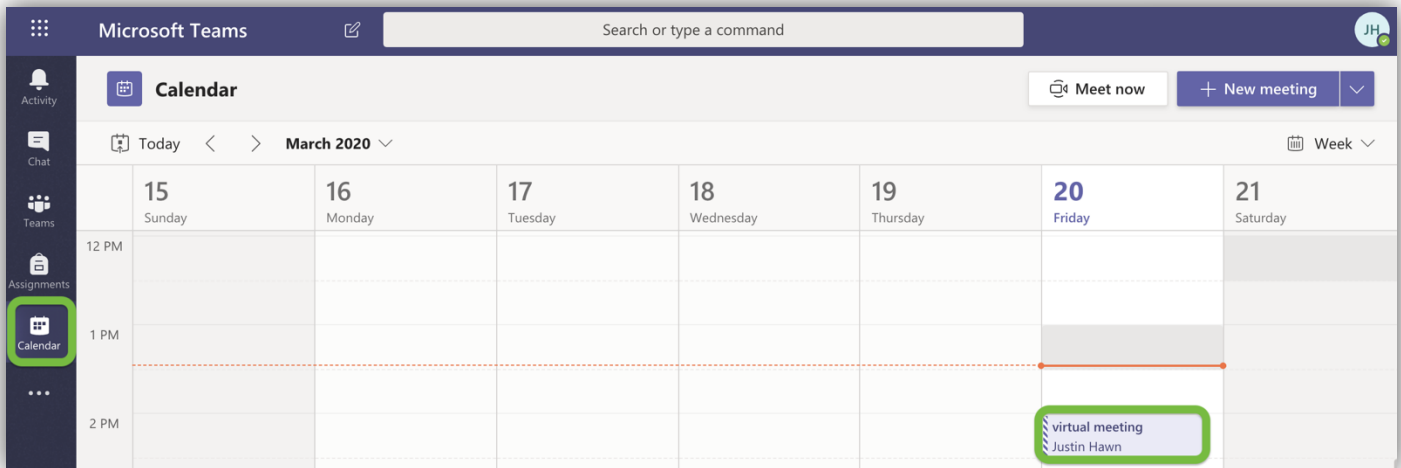 Microsoft Teams
Search or type a command
JH
Activity
Chat
Teams
Assignments
Calendar
Calendar
Meet now
New meeting
Today
March 2020
Week
15
Sunday
16
Monday
17
Tuesday
18
Wednesday
19
Thursday
20
Friday
21
Saturday
12 PM
1 PM
2 PM
virtual meeting
Justin Hawn